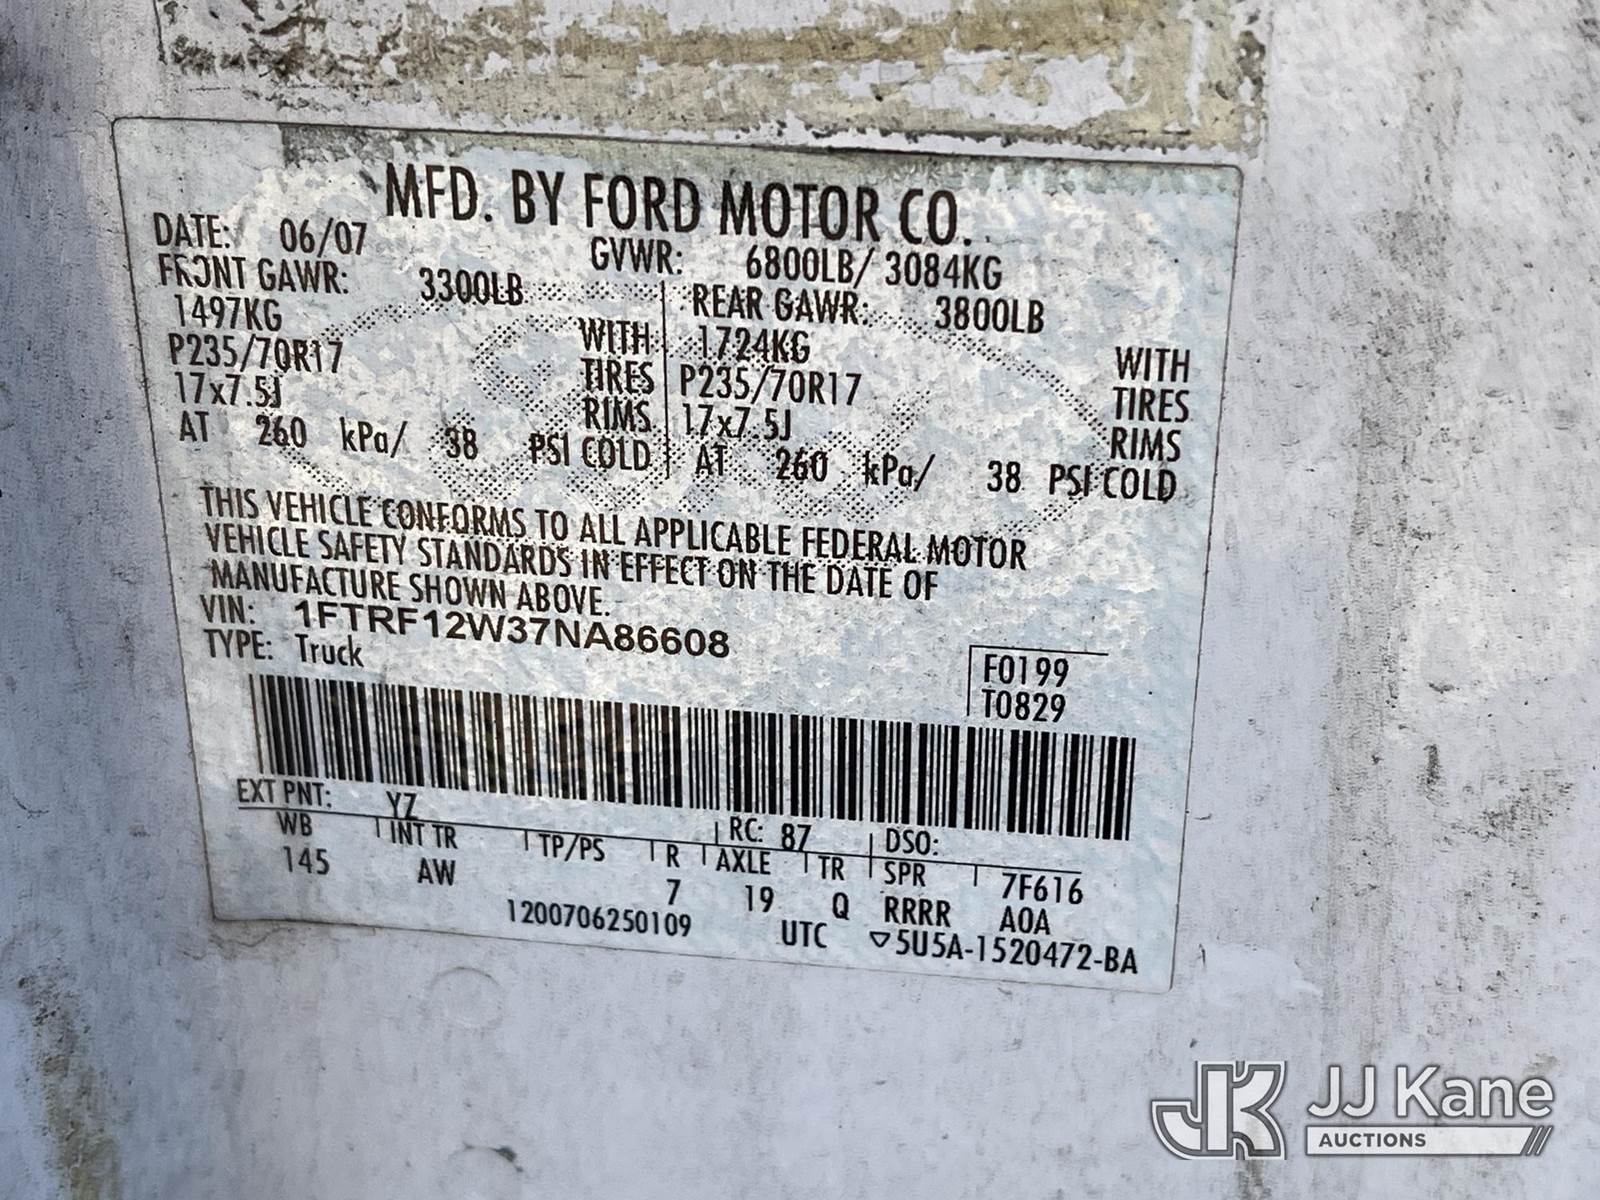 MFD. BY FORD MOTOR CO.
DATE: 06/07 GVWR: 6800LB/ 3084KG
FRONT GAWR: 3300LB REAR GAWR: 3800LB
1497KG WITH 1724KG WITH
P235/70R17 TIRES P235/70R17 TIRES
17x7.5J RIMS 17x7.5J RIMS
AT 260 kPa/ 38 PSI COLD AT 260 kPa/ 38 PSI COLD
THIS VEHICLE CONFORMS TO ALL APPLICABLE FEDERAL MOTOR
VEHICLE SAFETY STANDARDS IN EFFECT ON THE DATE OF
MANUFACTURE SHOWN ABOVE.
VIN: 1FTRF12W37NA86608
TYPE: Truck
F0199
T0829
EXT PNT: YZ RC: 87 DSO:
WB INT TR TP/PS R AXLE TR SPR 7F616
145 AW 7 19 Q RRRR A0A
1200706250109 UTC ▽5U5A-1520472-BA
JK JJ Kane
AUCTIONS